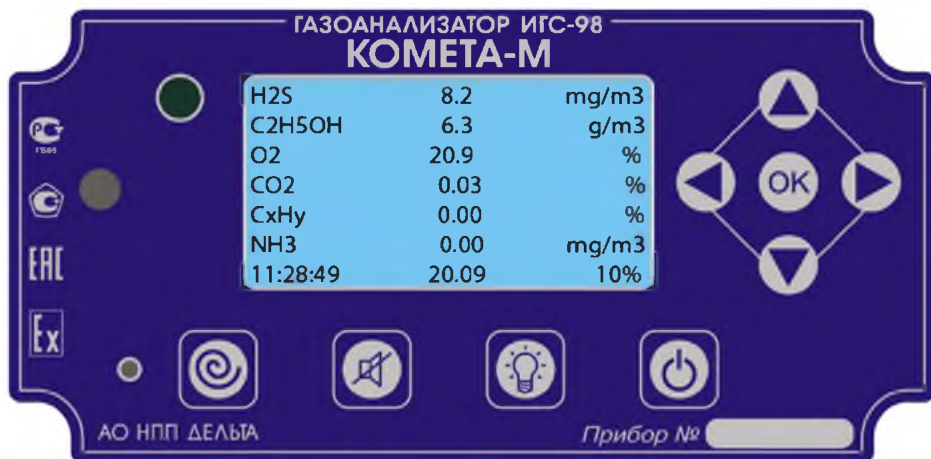 ГАЗОАНАЛИЗАТОР ИГС-98
КОМЕТА-М
H2S 8.2 mg/m3
C2H5OH 6.3 g/m3
O2 20.9 %
CO2 0.03 %
CxHy 0.00 %
NH3 0.00 mg/m3
11:28:49 20.09 10%
OK
EAC
Ex
АО НПП ДЕЛЬТА
Прибор №